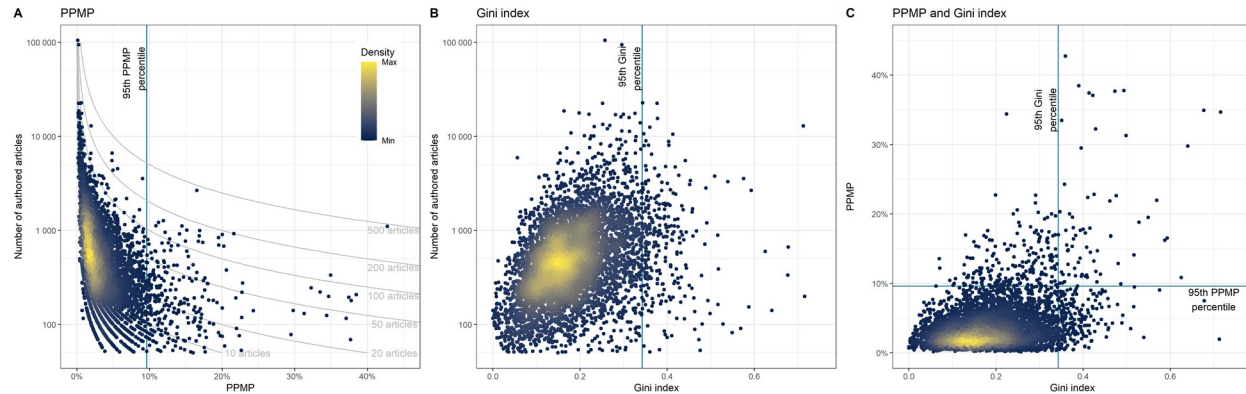 A
PPMP
100 000
10 000
1 000
100
Number of authored articles
0%
10%
20%
30%
40%
PPMP
95th PPMP
percentile
Density
Max
Min
500 articles
200 articles
100 articles
50 articles
20 articles
10 articles
B
Gini index
100 000
10 000
1 000
100
Number of authored articles
0.0
0.2
0.4
0.6
Gini index
95th Gini
percentile
C
PPMP and Gini index
40%
30%
20%
10%
0%
PPMP
0.0
0.2
0.4
0.6
Gini index
95th Gini
percentile
95th PPMP
percentile